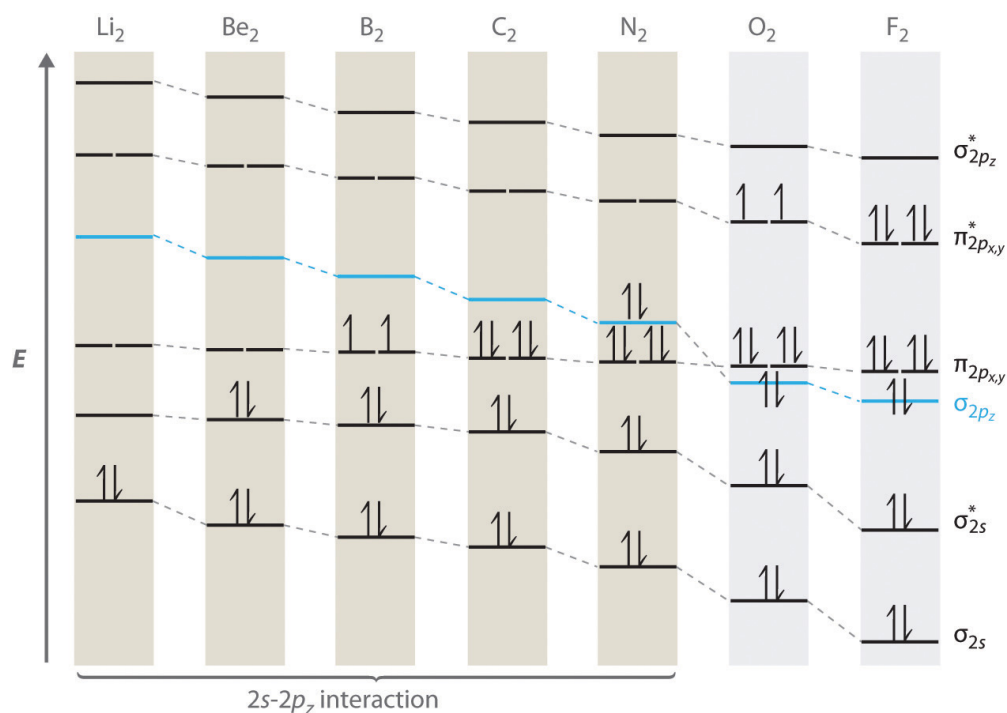 Li₂ Be₂ B₂ C₂ N₂ O₂ F₂
E
σ*₂pz
π*₂px,y
π₂px,y
σ₂pz
σ*₂s
σ₂s
2s-2pz interaction